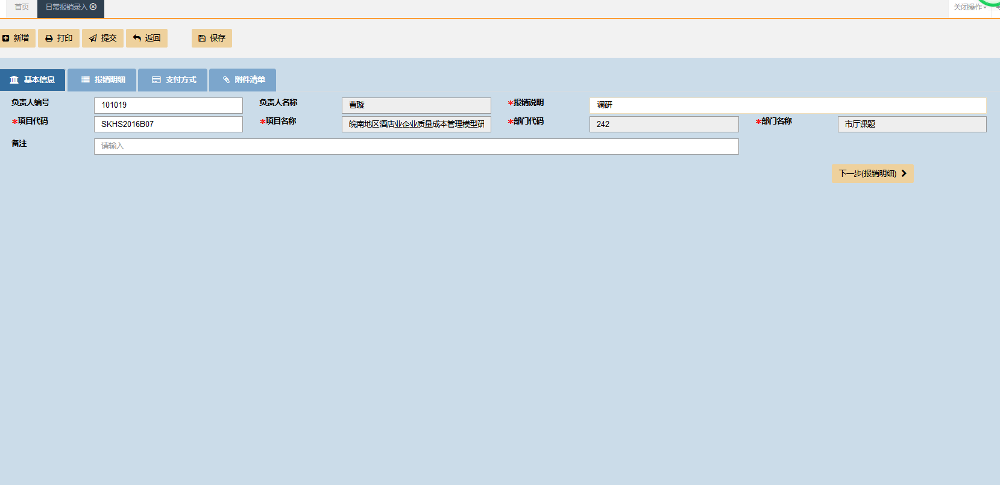 首页 日常报销录入 关闭操作
新增 打印 提交 返回 保存
基本信息 报销明细 支付方式 附件清单
负责人编号 101019 负责人名称 曹璇 *报销说明 调研
*项目代码 SKHS2016B07 *项目名称 皖南地区酒店业企业质量成本管理模型研 *部门代码 242 *部门名称 市厅课题
备注 请输入
下一步(报销明细)